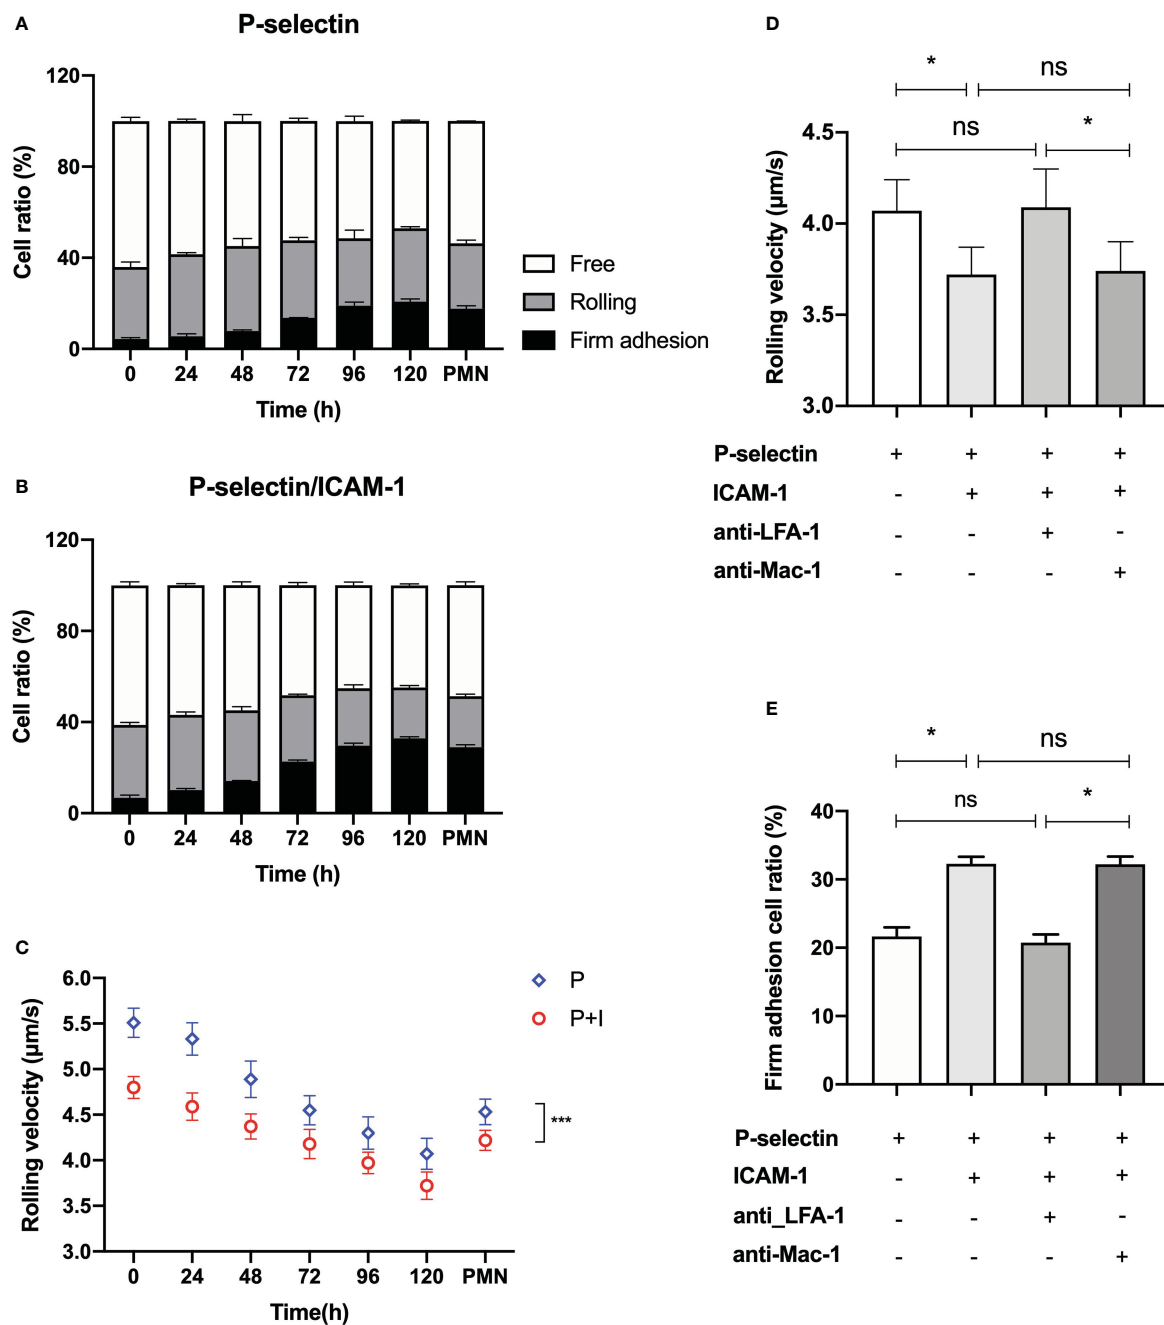 A
P-selectin
120
80
40
0
Cell ratio (%)
0 24 48 72 96 120 PMN
Time (h)
Free
Rolling
Firm adhesion
B
P-selectin/ICAM-1
120
80
40
0
Cell ratio (%)
0 24 48 72 96 120 PMN
Time (h)
C
6.0
5.5
5.0
4.5
4.0
3.5
3.0
Rolling velocity (μm/s)
0 24 48 72 96 120 PMN
Time(h)
P
P+I
***
D
* ns
ns *
4.5
4.0
3.5
3.0
Rolling velocity (μm/s)
P-selectin + + + +
ICAM-1 - + + +
anti-LFA-1 - - + -
anti-Mac-1 - - - +
E
* ns
ns *
40
30
20
10
0
Firm adhesion cell ratio (%)
P-selectin + + + +
ICAM-1 - + + +
anti_LFA-1 - - + -
anti-Mac-1 - - - +